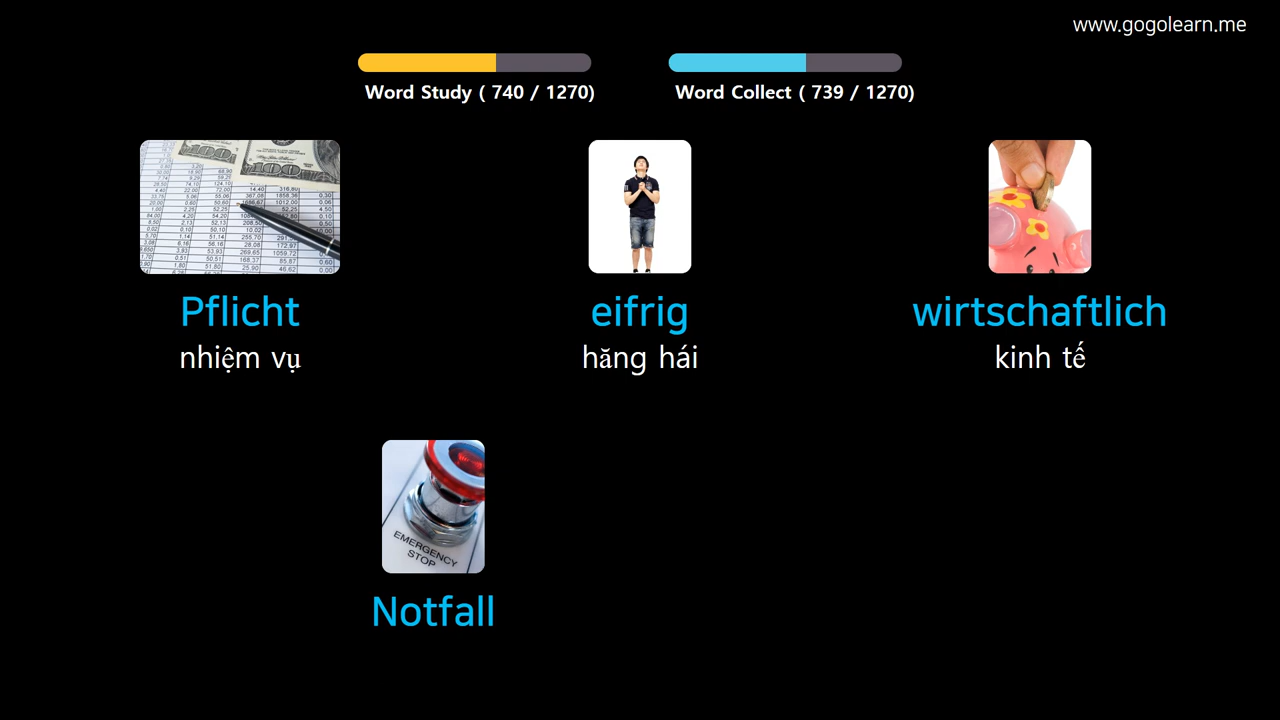 www.gogolearn.me
Word Study ( 740 / 1270)
Word Collect ( 739 / 1270)
Pflicht
nhiệm vụ
eifrig
hăng hái
wirtschaftlich
kinh tế
EMERGENCY
STOP
Notfall